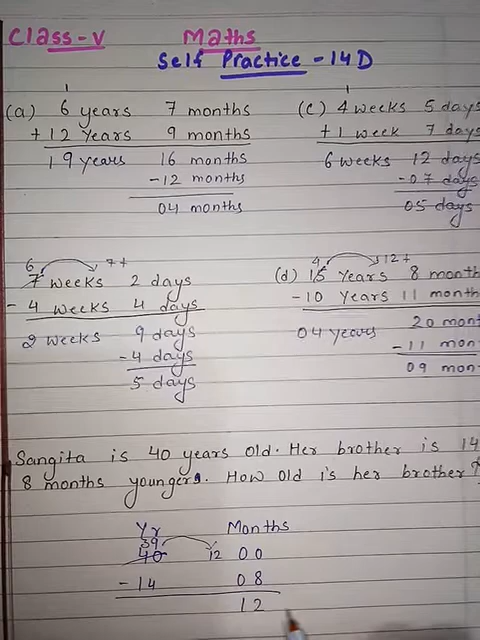 Class-V Maths
Self Practice - 14D
1
(a) 6 years 7 months
+12 Years 9 months
19 years 16 months
-12 months
04 months
1
(c) 4 weeks 5 days
+1 week 7 days
6 weeks 12 days
-07 days
05 days
6 7+
7 weeks 2 days
- 4 weeks 4 days
2 weeks 9 days
-4 days
5 days
4 12+
(d) 15 Years 8 month
-10 Years 11 month
04 years 20 mon
-11 mon
09 mon
Sangita is 40 years old. Her brother is 14
8 months younger. How old is her brother?
Yr Months
39
40 12 00
-14 08
12